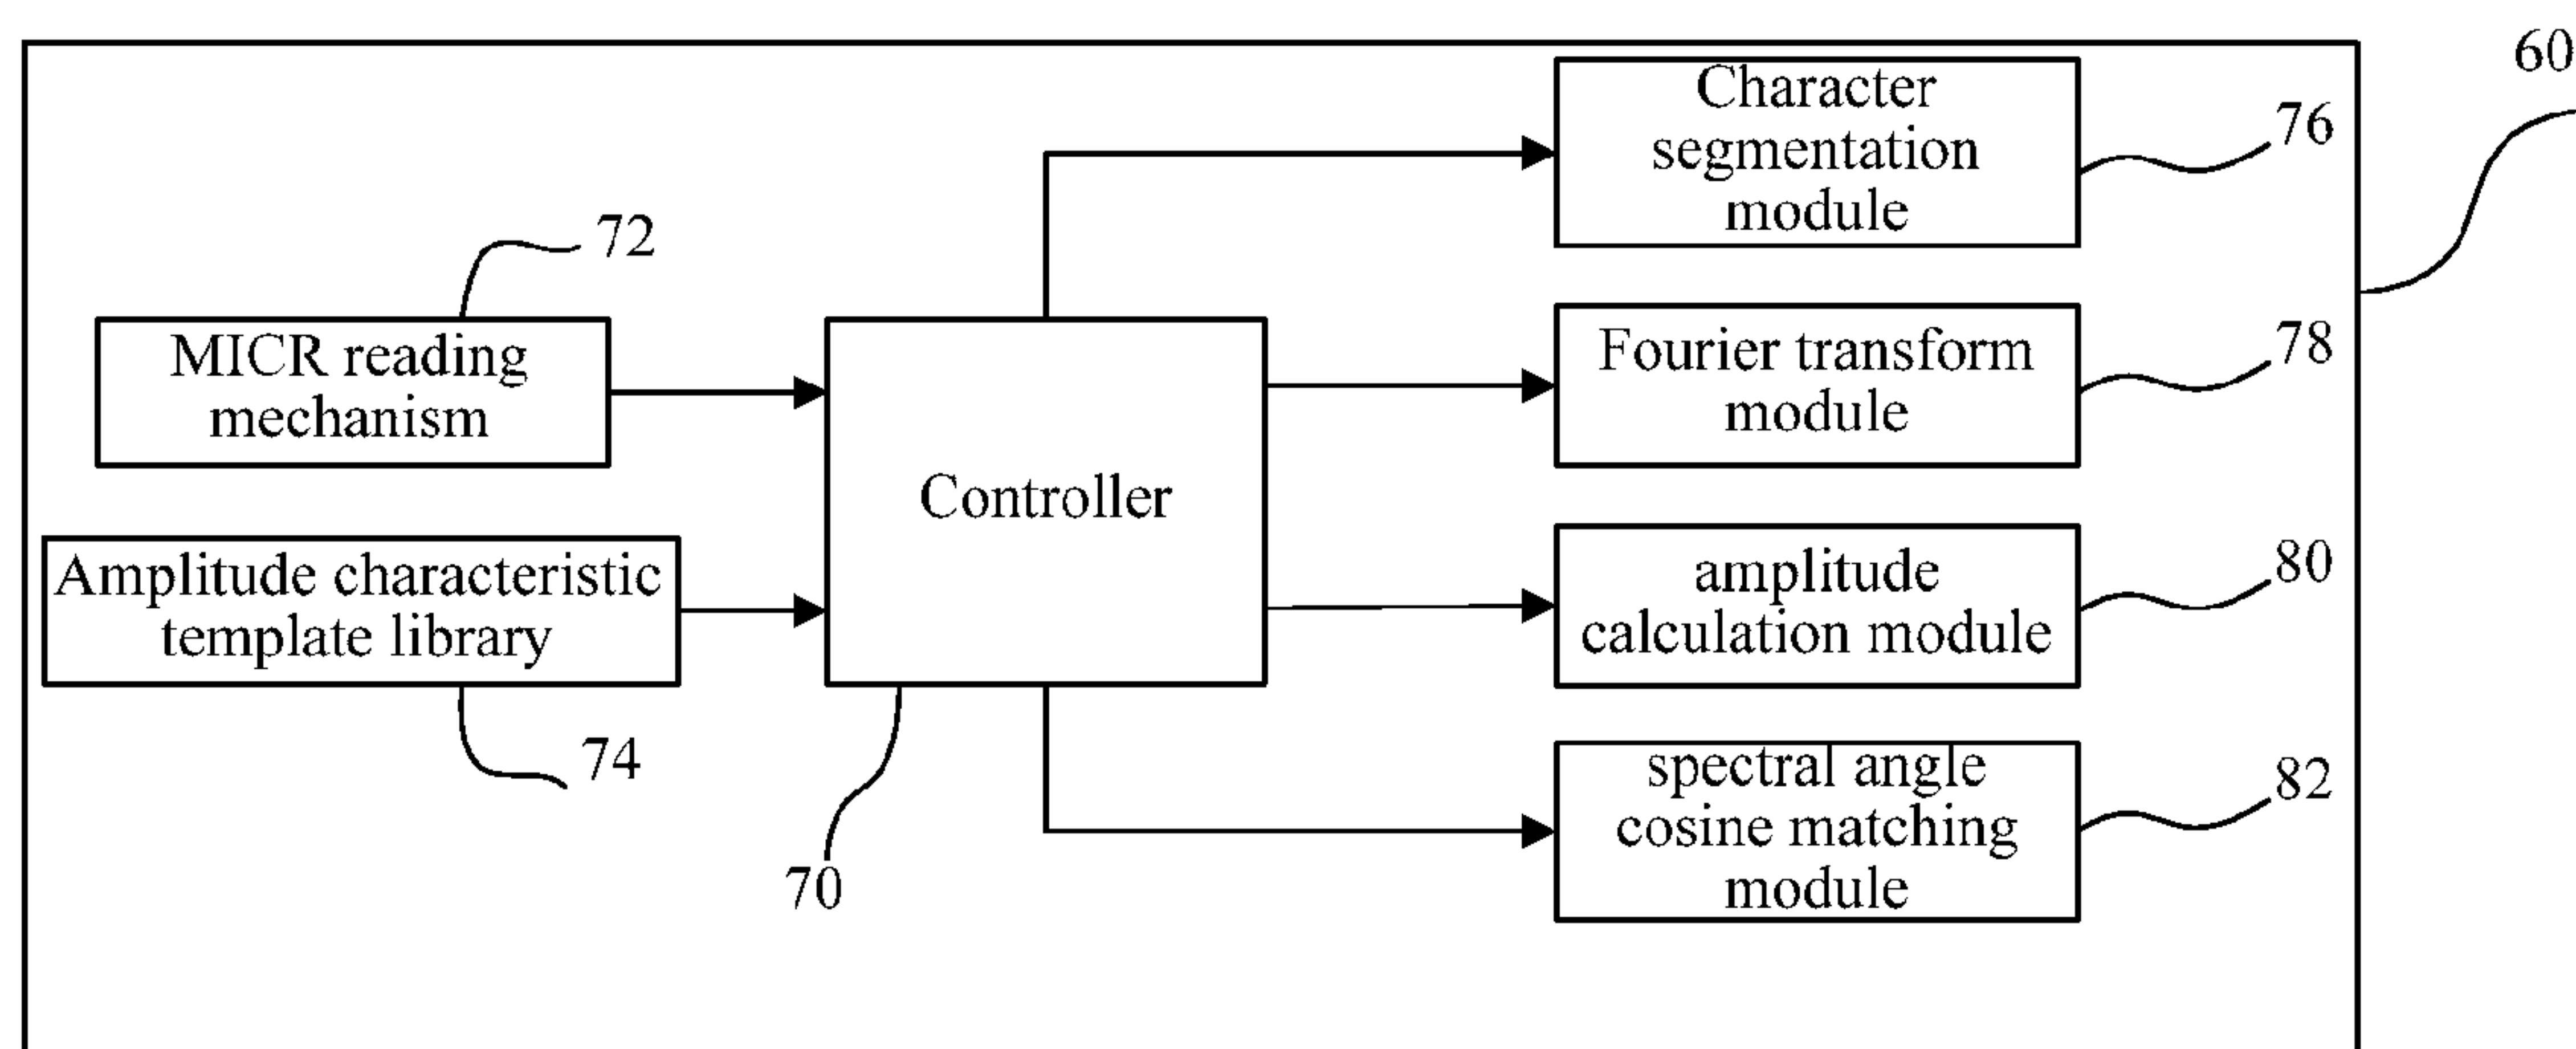 60
Character
segmentation
module
76
72
MICR reading
mechanism
Fourier transform
module
78
Controller
Amplitude characteristic
template library
amplitude
calculation module
80
74
70
spectral angle
cosine matching
module
82